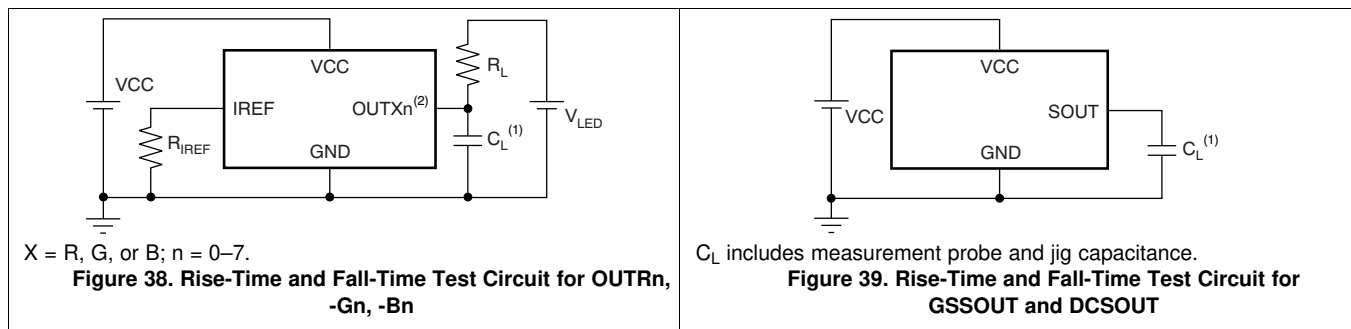 VCC
VCC
IREF
OUTXn(2)
RL
RIREF
CL(1)
VLED
GND
X = R, G, or B; n = 0–7.
Figure 38. Rise-Time and Fall-Time Test Circuit for OUTRn,
-Gn, -Bn
VCC
VCC
SOUT
GND
CL(1)
CL includes measurement probe and jig capacitance.
Figure 39. Rise-Time and Fall-Time Test Circuit for
GSSOUT and DCSOUT